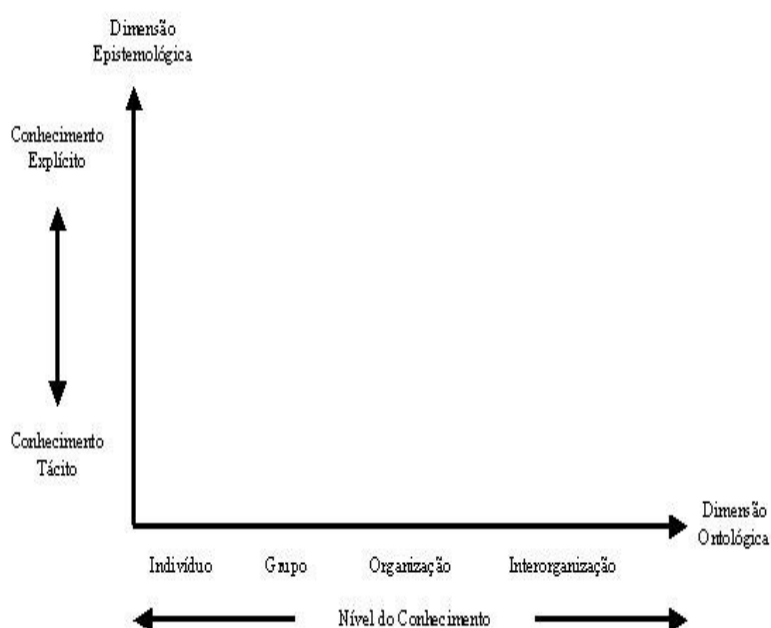 Dimensão
Epistemológica
Conhecimento
Explícito
Conhecimento
Tácito
Dimensão
Ontológica
Indivíduo Grupo Organização Interorganização
Nível do Conhecimento